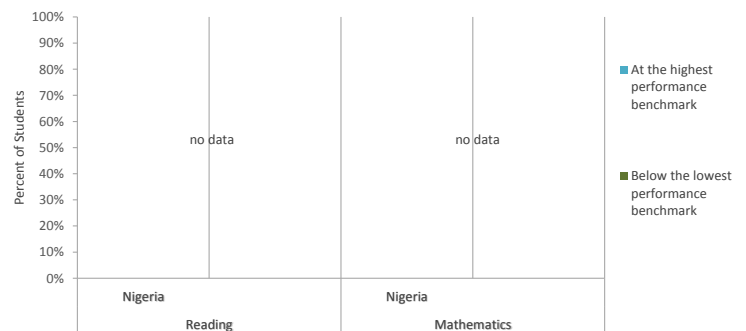 100%
90%
80%
70%
60%
50%
40%
30%
20%
10%
0%
Percent of Students
no data
no data
Nigeria
Nigeria
Reading
Mathematics
At the highest
performance
benchmark
Below the lowest
performance
benchmark